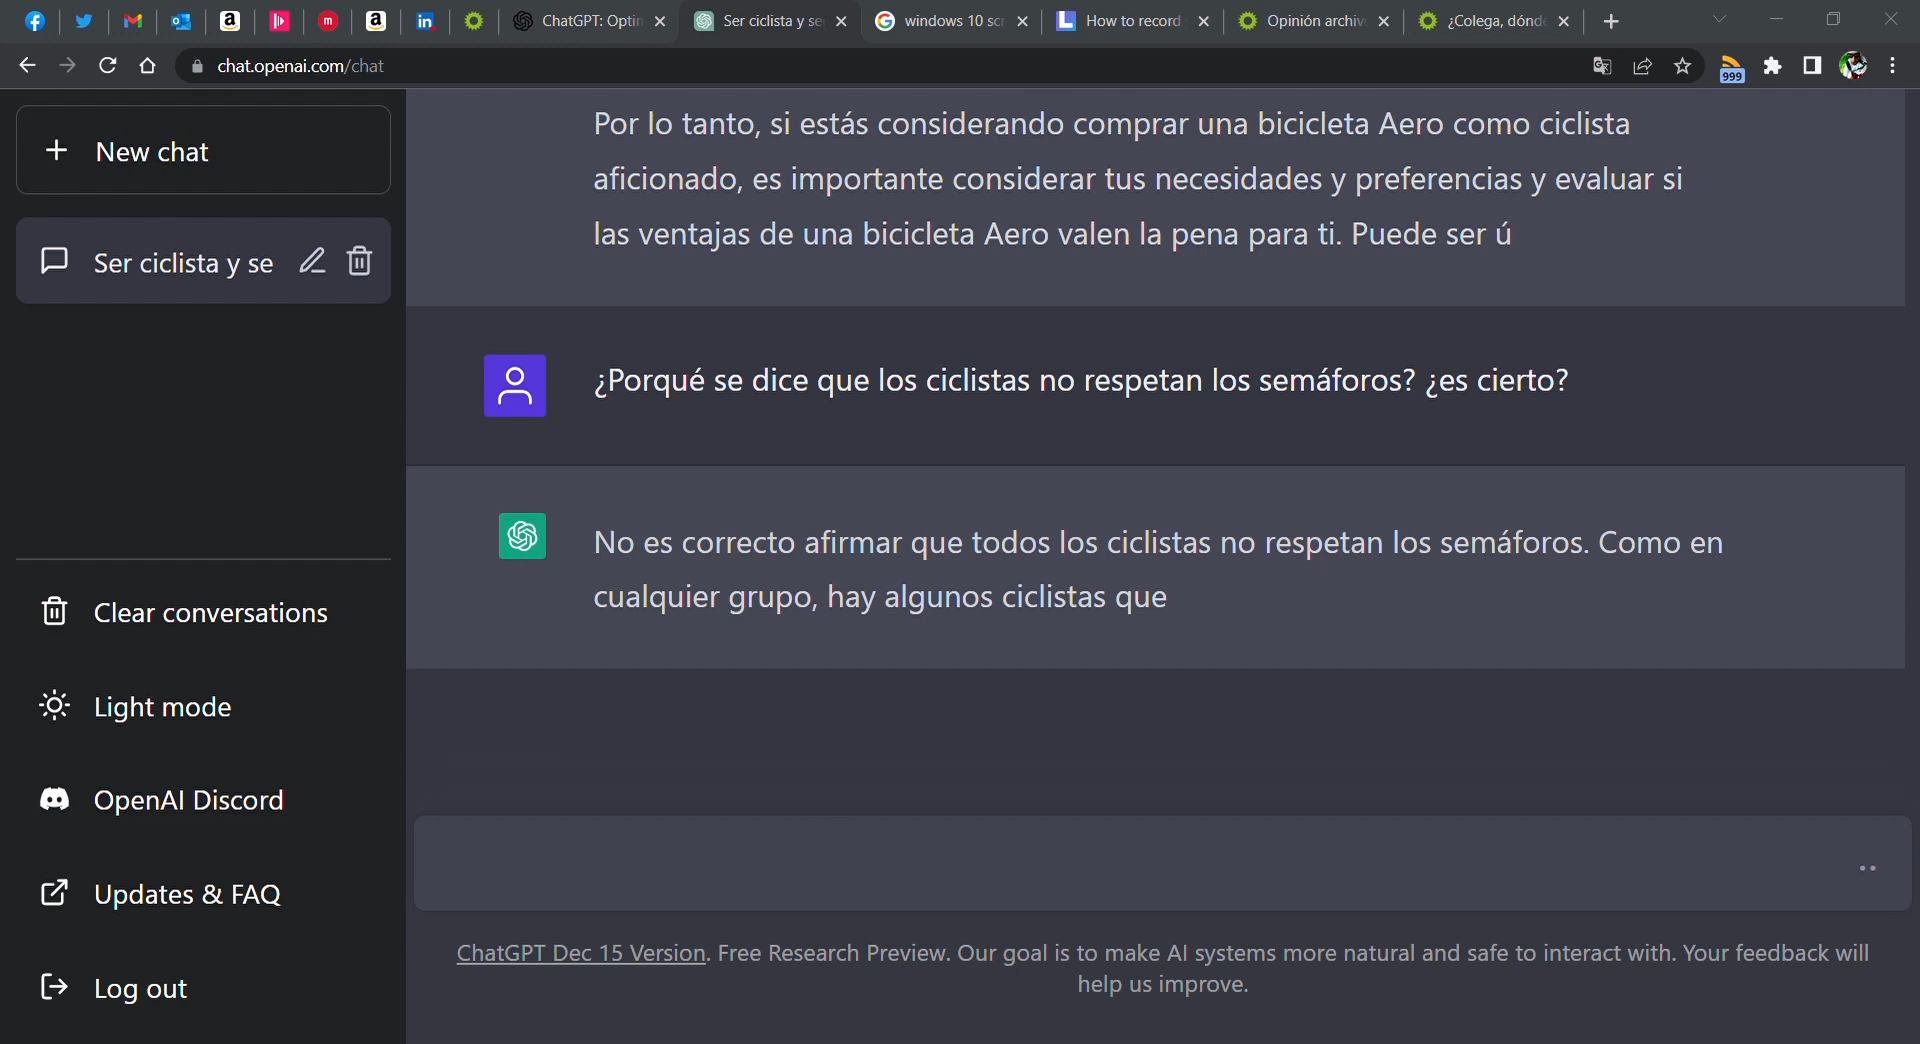 ChatGPT: Optin
Ser ciclista y se
windows 10 scr
How to record
Opinión archiv
¿Colega, dónde
chat.openai.com/chat
999
New chat
Ser ciclista y se
Clear conversations
Light mode
OpenAI Discord
Updates & FAQ
Log out
Por lo tanto, si estás considerando comprar una bicicleta Aero como ciclista
aficionado, es importante considerar tus necesidades y preferencias y evaluar si
las ventajas de una bicicleta Aero valen la pena para ti. Puede ser ú
¿Porqué se dice que los ciclistas no respetan los semáforos? ¿es cierto?
No es correcto afirmar que todos los ciclistas no respetan los semáforos. Como en
cualquier grupo, hay algunos ciclistas que
ChatGPT Dec 15 Version. Free Research Preview. Our goal is to make AI systems more natural and safe to interact with. Your feedback will
help us improve.